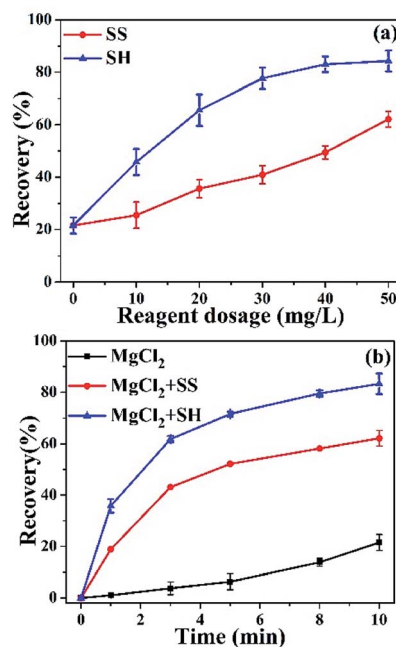 (a)
SS
SH
Recovery (%)
100
80
60
40
20
0
0 10 20 30 40 50
Reagent dosage (mg/L)
(b)
MgCl₂
MgCl₂+SS
MgCl₂+SH
Recovery(%)
100
80
60
40
20
0
0 2 4 6 8 10
Time (min)